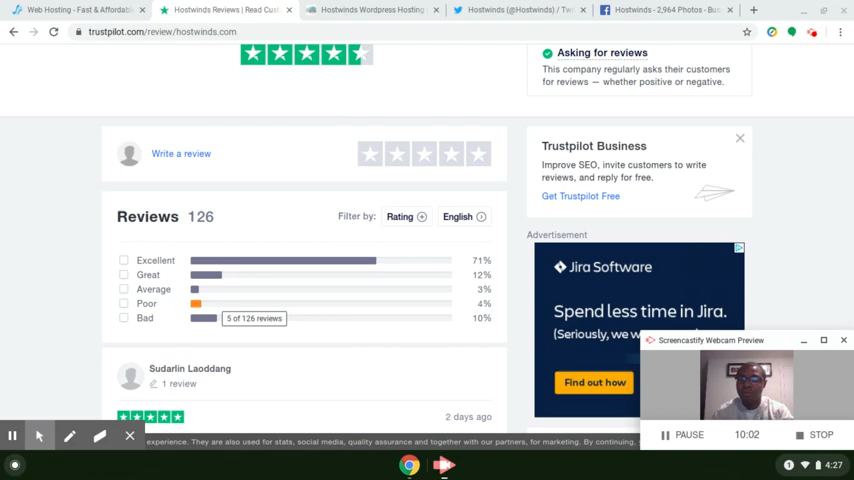 Web Hosting - Fast & Affordabl
Hostwinds Reviews | Read Cust
Hostwinds Wordpress Hosting
Hostwinds (@Hostwinds) / Twit
Hostwinds - 2,964 Photos - Bus
trustpilot.com/review/hostwinds.com
Asking for reviews
This company regularly asks their customers
for reviews — whether positive or negative.
Write a review
Trustpilot Business
Improve SEO, invite customers to write
reviews, and reply for free.
Get Trustpilot Free
Reviews 126
Filter by:
Rating
English
Advertisement
Excellent
71%
Great
12%
Average
3%
Poor
4%
Bad
5 of 126 reviews
10%
Jira Software
Spend less time in Jira.
(Seriously, we w
Find out how
Sudarlin Laoddang
1 review
2 days ago
Screencastify Webcam Preview
PAUSE
10:02
STOP
experience. They are also used for stats, social media, quality assurance and together with our partners, for marketing. By continuing,
1
4:27